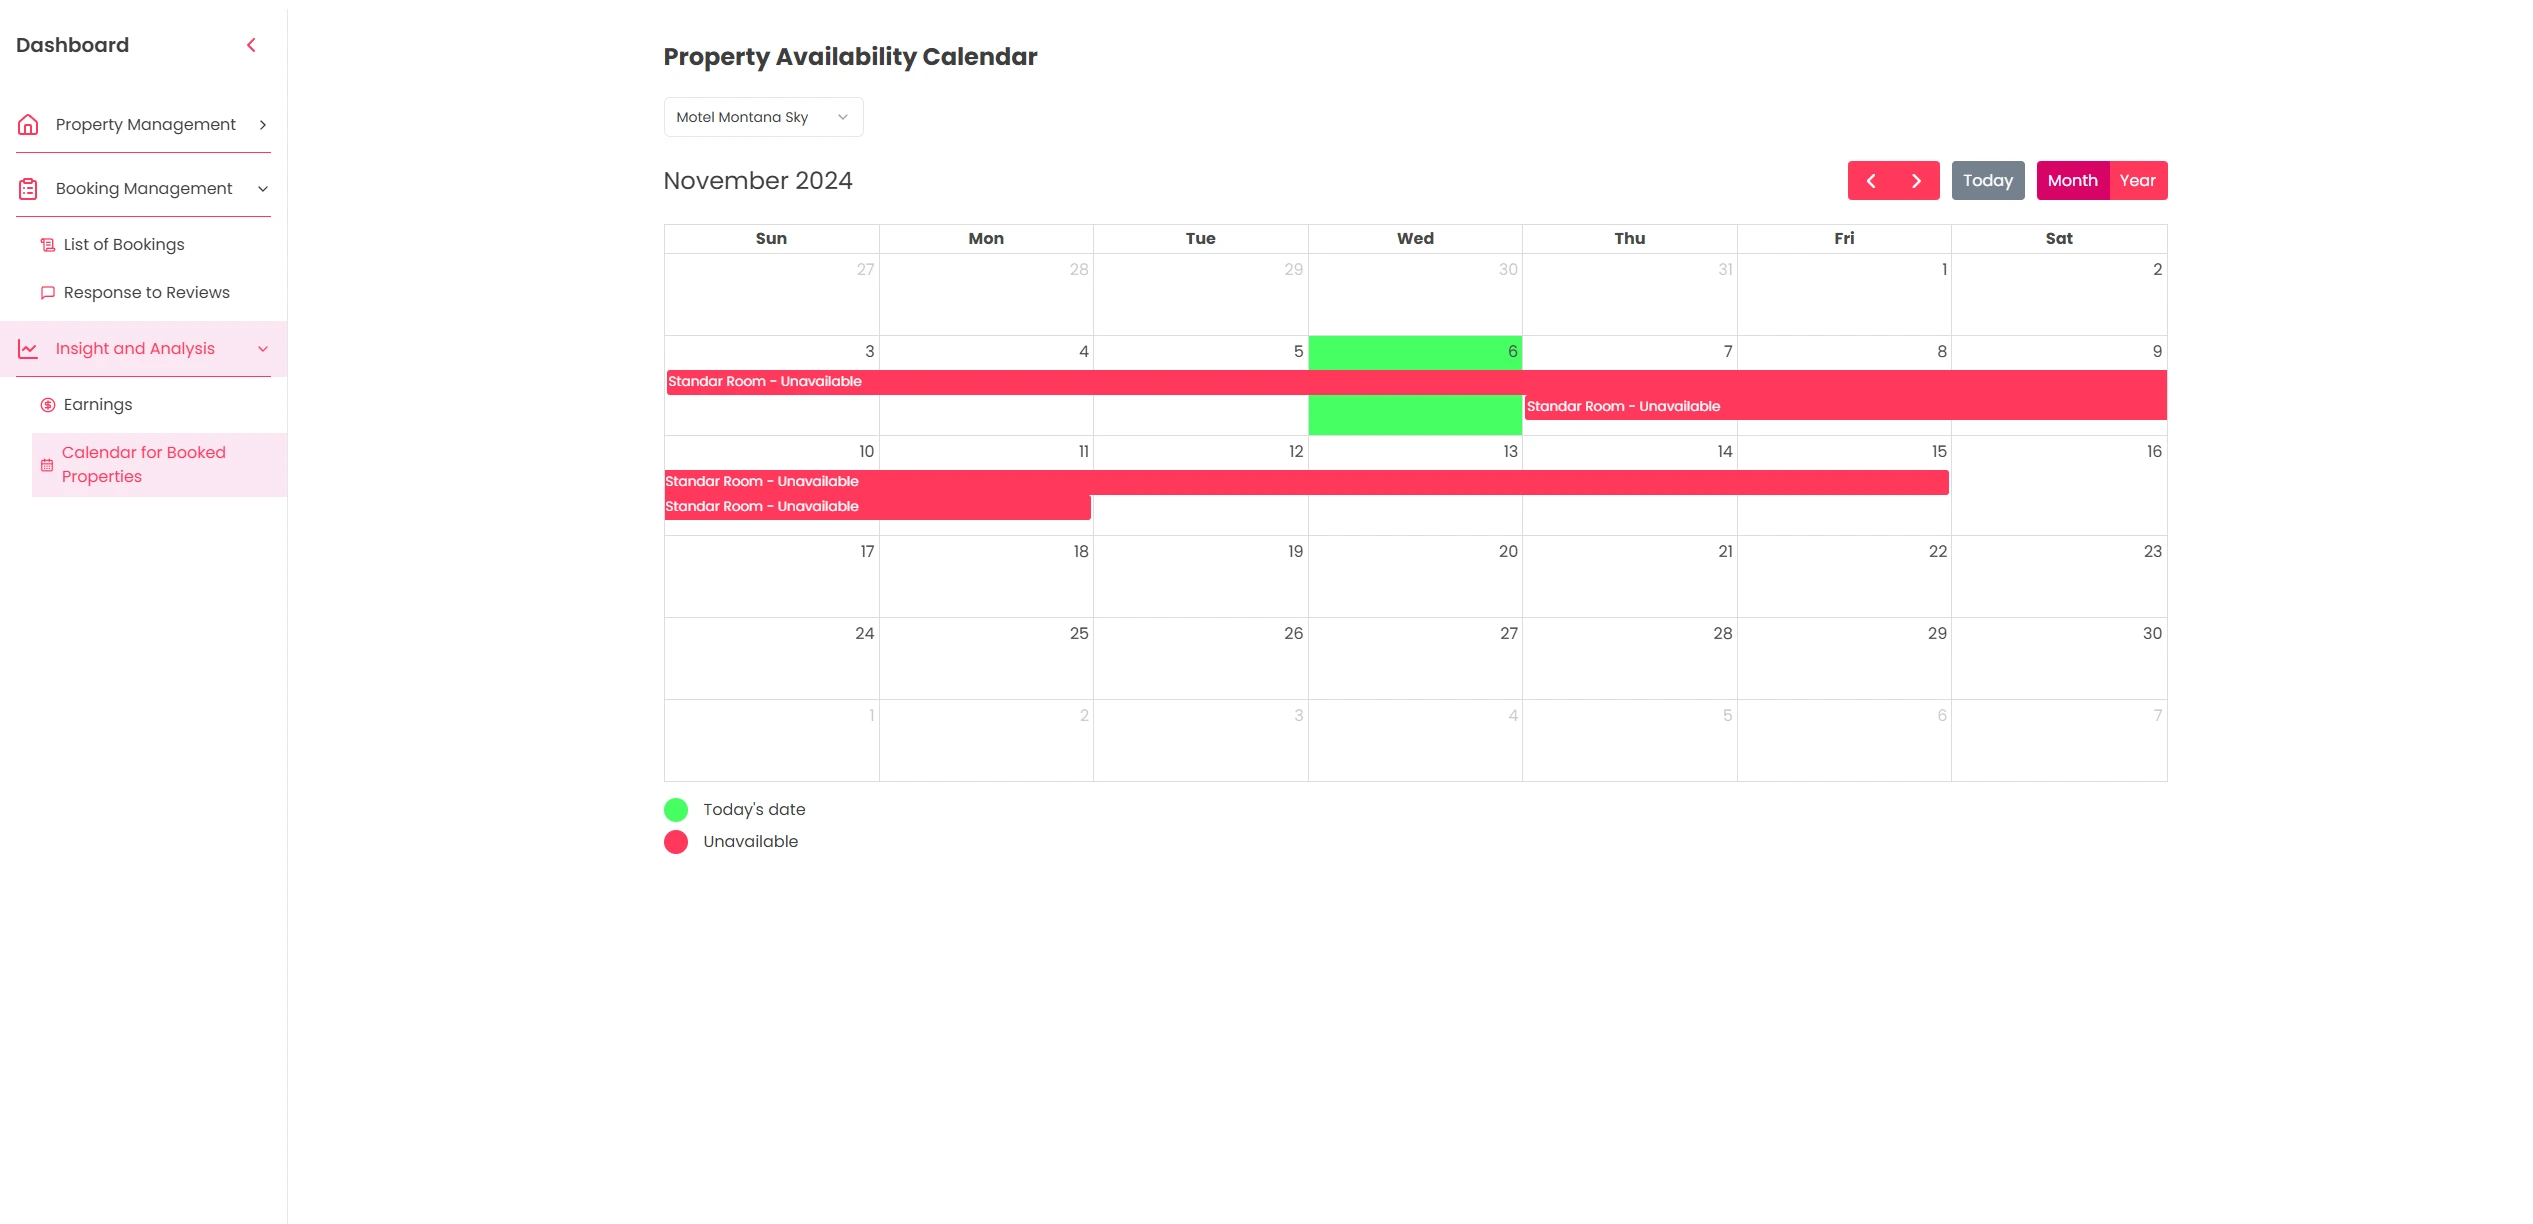 Dashboard
Property Management
Booking Management
List of Bookings
Response to Reviews
Insight and Analysis
Earnings
Calendar for Booked
Properties
Property Availability Calendar
Motel Montana Sky
November 2024
Today
Month
Year
Sun Mon Tue Wed Thu Fri Sat
27 28 29 30 31 1 2
3 4 5 6 7 8 9
Standar Room - Unavailable
Standar Room - Unavailable
10 11 12 13 14 15 16
Standar Room - Unavailable
Standar Room - Unavailable
17 18 19 20 21 22 23
24 25 26 27 28 29 30
1 2 3 4 5 6 7
Today's date
Unavailable